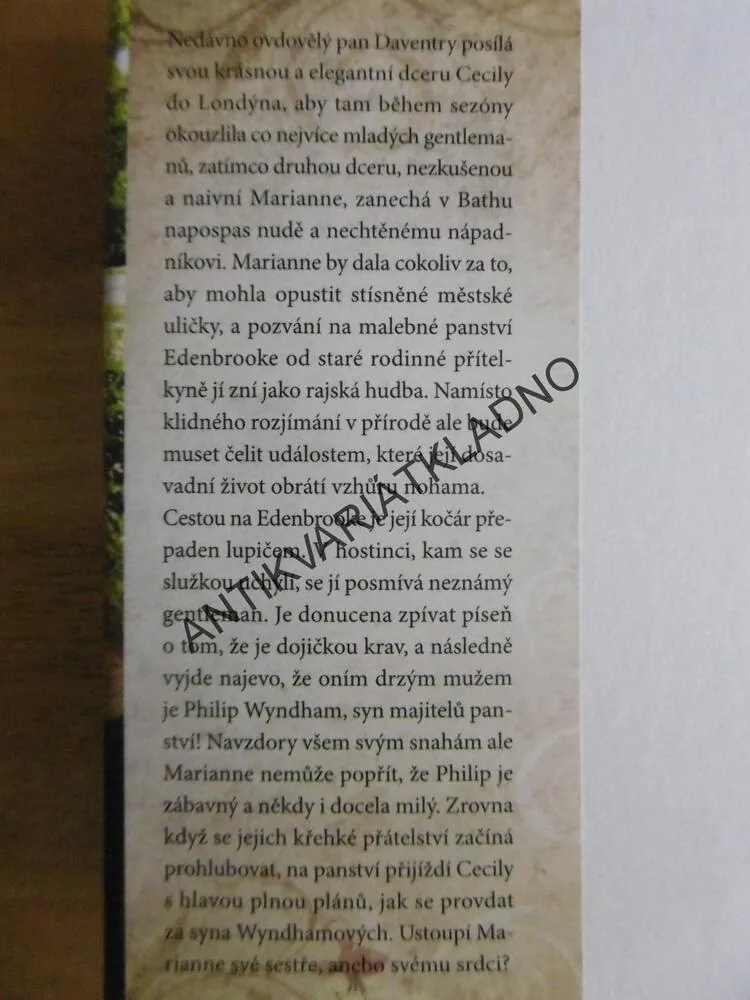 Nedávno ovdovělý pan Daventry posílá
svou krásnou a elegantní dceru Cecily
do Londýna, aby tam během sezóny
okouzlila co nejvíce mladých gentlema-
nů, zatímco druhou dceru, nezkušenou
a naivní Marianne, zanechá v Bathu
napospas nudě a nechtěnému nápad-
níkovi. Marianne by dala cokoliv za to,
aby mohla opustit stísněné městské
uličky, a pozvání na malebné panství
Edenbrooke od staré rodinné přítel-
kyně jí zní jako rajská hudba. Namísto
klidného rozjímání v přírodě ale bude
muset čelit událostem, které její dosa-
vadní život obrátí vzhůru nohama.
Cestou na Edenbrooke je její kočár pře-
paden lupičem. V hostinci, kam se se
služkou uchýlí, se jí posmívá neznámý
gentleman. Je donucena zpívat píseň
o tom, že je dojičkou krav, a následně
vyjde najevo, že oním drzým mužem
je Philip Wyndham, syn majitelů pan-
ství! Navzdory všem svým snahám ale
Marianne nemůže popřít, že Philip je
zábavný a někdy i docela milý. Zrovna
když se jejich křehké přátelství začíná
prohlubovat, na panství přijíždí Cecily
s hlavou plnou plánů, jak se provdat
za syna Wyndhamových. Ustoupí Ma-
rianne své sestře, anebo svému srdci?
ANTIKVARIÁTKLADNO